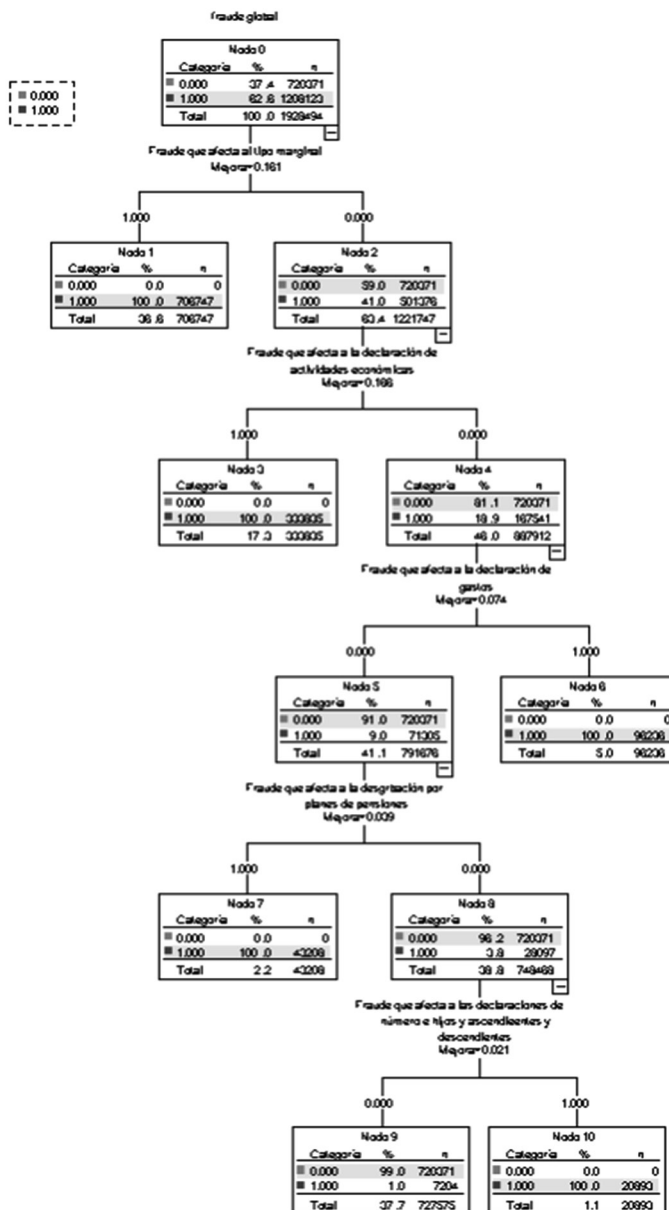 Fraude global
0.000
1.000
Nodo 0
Categoría % n
0.000 37.4 720371
1.000 62.6 1208123
Total 100.0 1928494
Fraude que afecta al tipo marginal
Mejora=0.161
1.000 0.000
Nodo 1
Categoría % n
0.000 0.0 0
1.000 100.0 706747
Total 36.6 706747
Nodo 2
Categoría % n
0.000 59.0 720371
1.000 41.0 501376
Total 63.4 1221747
Fraude que afecta a la declaración de
actividades económicas
Mejora=0.166
1.000 0.000
Nodo 3
Categoría % n
0.000 0.0 0
1.000 100.0 333835
Total 17.3 333835
Nodo 4
Categoría % n
0.000 81.1 720371
1.000 18.9 167541
Total 46.0 887912
Fraude que afecta a la declaración de
gastos
Mejora=0.074
0.000 1.000
Nodo 5
Categoría % n
0.000 91.0 720371
1.000 9.0 71305
Total 41.1 791676
Nodo 6
Categoría % n
0.000 0.0 0
1.000 100.0 96236
Total 5.0 96236
Fraude que afecta a la por
planes de pensiones
Mejora=0.039
1.000 0.000
Nodo 7
Categoría % n
0.000 0.0 0
1.000 100.0 43208
Total 2.2 43208
Nodo 8
Categoría % n
0.000 96.2 720371
1.000 3.8 28097
Total 38.8 748468
Fraude que afecta a las declaraciones de
número e hijos y y
descendientes
Mejora=0.021
0.000 1.000
Nodo 9
Categoría % n
0.000 99.0 720371
1.000 1.0 7204
Total 37.7 727575
Nodo 10
Categoría % n
0.000 0.0 0
1.000 100.0 20893
Total 1.1 20893